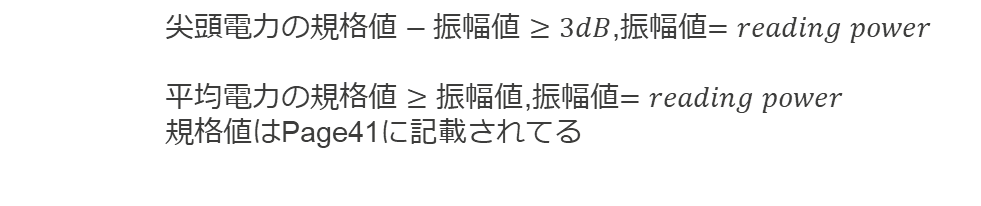 尖頭電力の規格値 − 振幅値 ≥ 3dB,振幅値= reading power
平均電力の規格値 ≥ 振幅値,振幅値= reading power
規格値はPage41に記載されてる